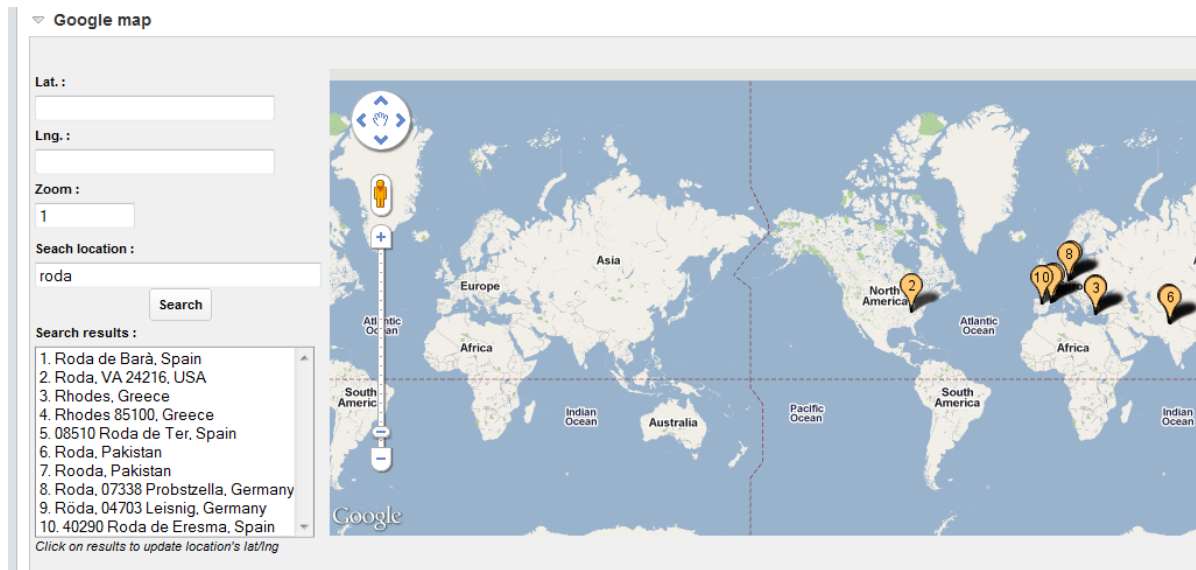 Google map
Lat. :
Lng. :
Zoom :
1
Seach location :
roda
Search
Search results :
1. Roda de Barà, Spain
2. Roda, VA 24216, USA
3. Rhodes, Greece
4. Rhodes 85100, Greece
5. 08510 Roda de Ter, Spain
6. Roda, Pakistan
7. Rooda, Pakistan
8. Roda, 07338 Probstzella, Germany
9. Röda, 04703 Leisnig, Germany
10. 40290 Roda de Eresma, Spain
Click on results to update location's lat/lng
+
Asia
Europe
Atlantic
Ocean
Africa
South
Americ
Indian
Ocean
Australia
Pacific
Ocean
North
America
2
Atlantic
Ocean
10
8
3
6
Africa
South
America
Indian
Ocean
Google